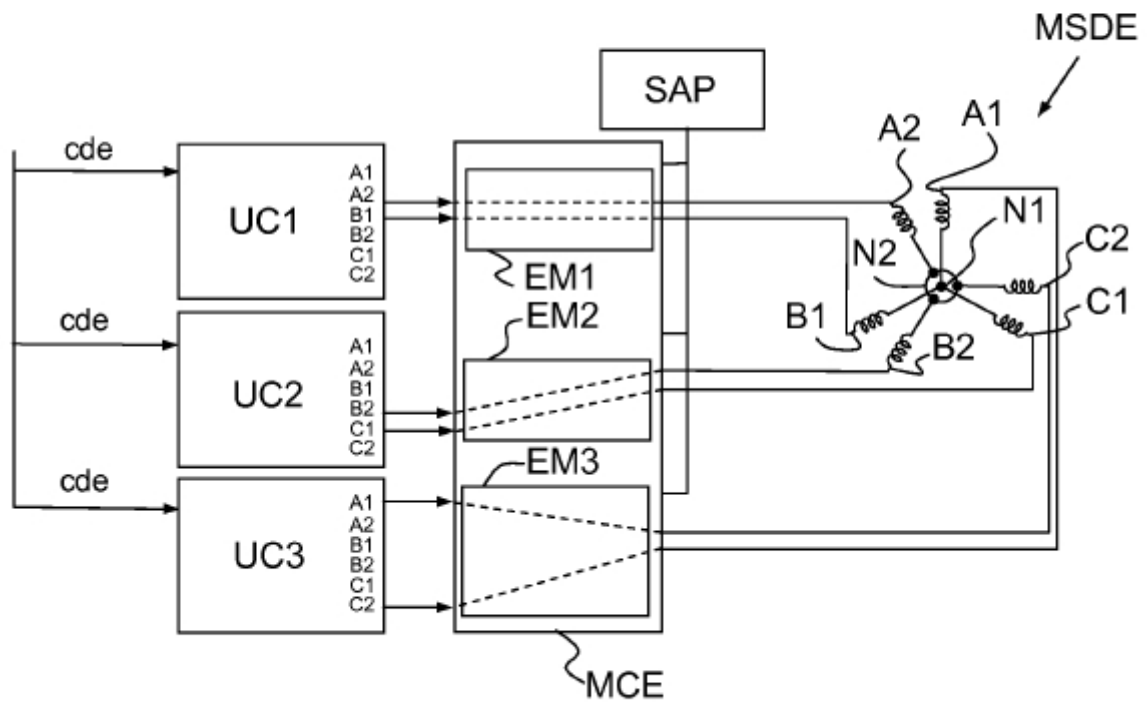 MSDE
SAP
A2 A1
cde
A1
A2
UC1 B1
B2
C1
C2
EM1
N2 N1 C2
cde
EM2
B1 C1
B2
A1
A2
UC2 B1
B2
C1
C2
cde
EM3
A1
A2
UC3 B1
B2
C1
C2
MCE